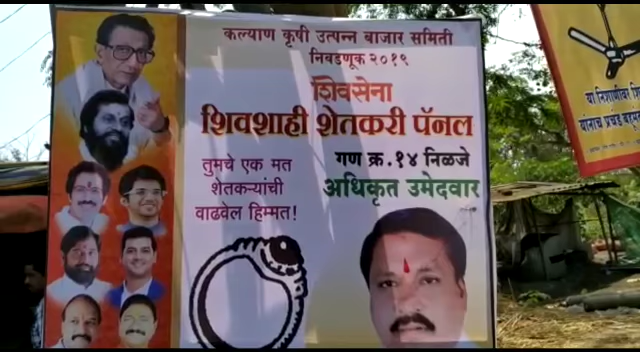 कल्याण कृषी उत्पन्न बाजार समिती
निवडणूक २०१९
शिवसेना
शिवशाही शेतकरी पॅनल
गण क्र.१४ निळजे
अधिकृत उमेदवार
तुमचे एक मत
शेतकऱ्यांची
वाढवेल हिम्मत!
या निशाणीवर